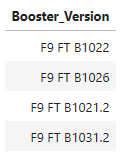 Booster_Version
F9 FT B1022
F9 FT B1026
F9 FT B1021.2
F9 FT B1031.2